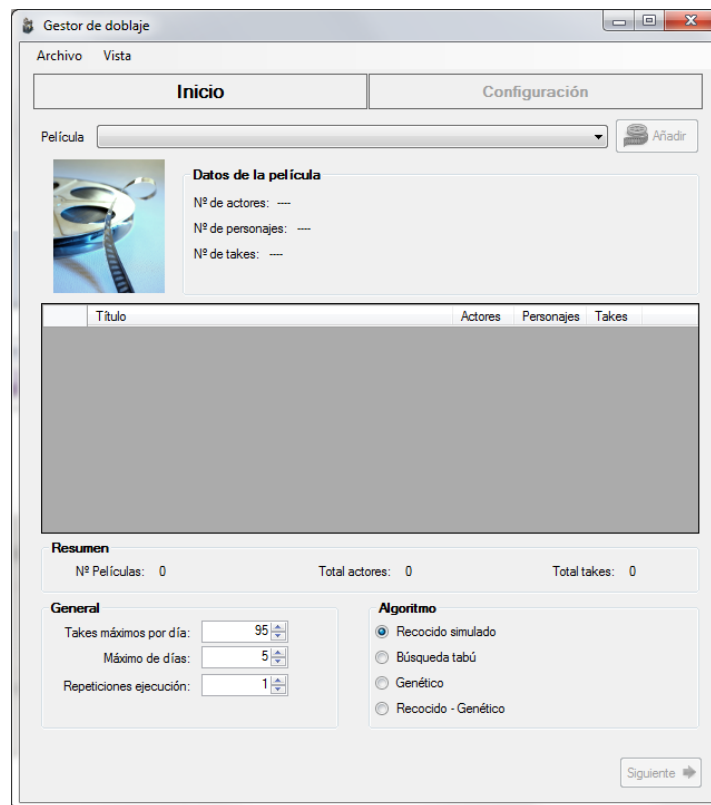 Gestor de doblaje
Archivo Vista
Inicio Configuración
Película Añadir
Datos de la película
Nº de actores: ----
Nº de personajes: ----
Nº de takes: ----
Título Actores Personajes Takes
Resumen
Nº Películas: 0 Total actores: 0 Total takes: 0
General
Takes máximos por día: 95
Máximo de días: 5
Repeticiones ejecución: 1
Algoritmo
Recocido simulado
Búsqueda tabú
Genético
Recocido - Genético
Siguiente